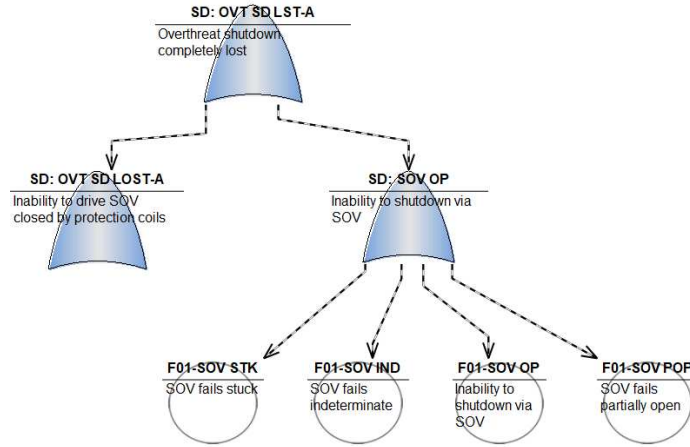 SD: OVT SD LST-A
Overthreat shutdown
completely lost
SD: OVT SD LOST-A
Inability to drive SOV
closed by protection coils
SD: SOV OP
Inability to shutdown via
SOV
F01-SOV STK
SOV fails stuck
F01-SOV IND
SOV fails
indeterminate
F01-SOV OP
Inability to
shutdown via
SOV
F01-SOV POP
SOV fails
partially open